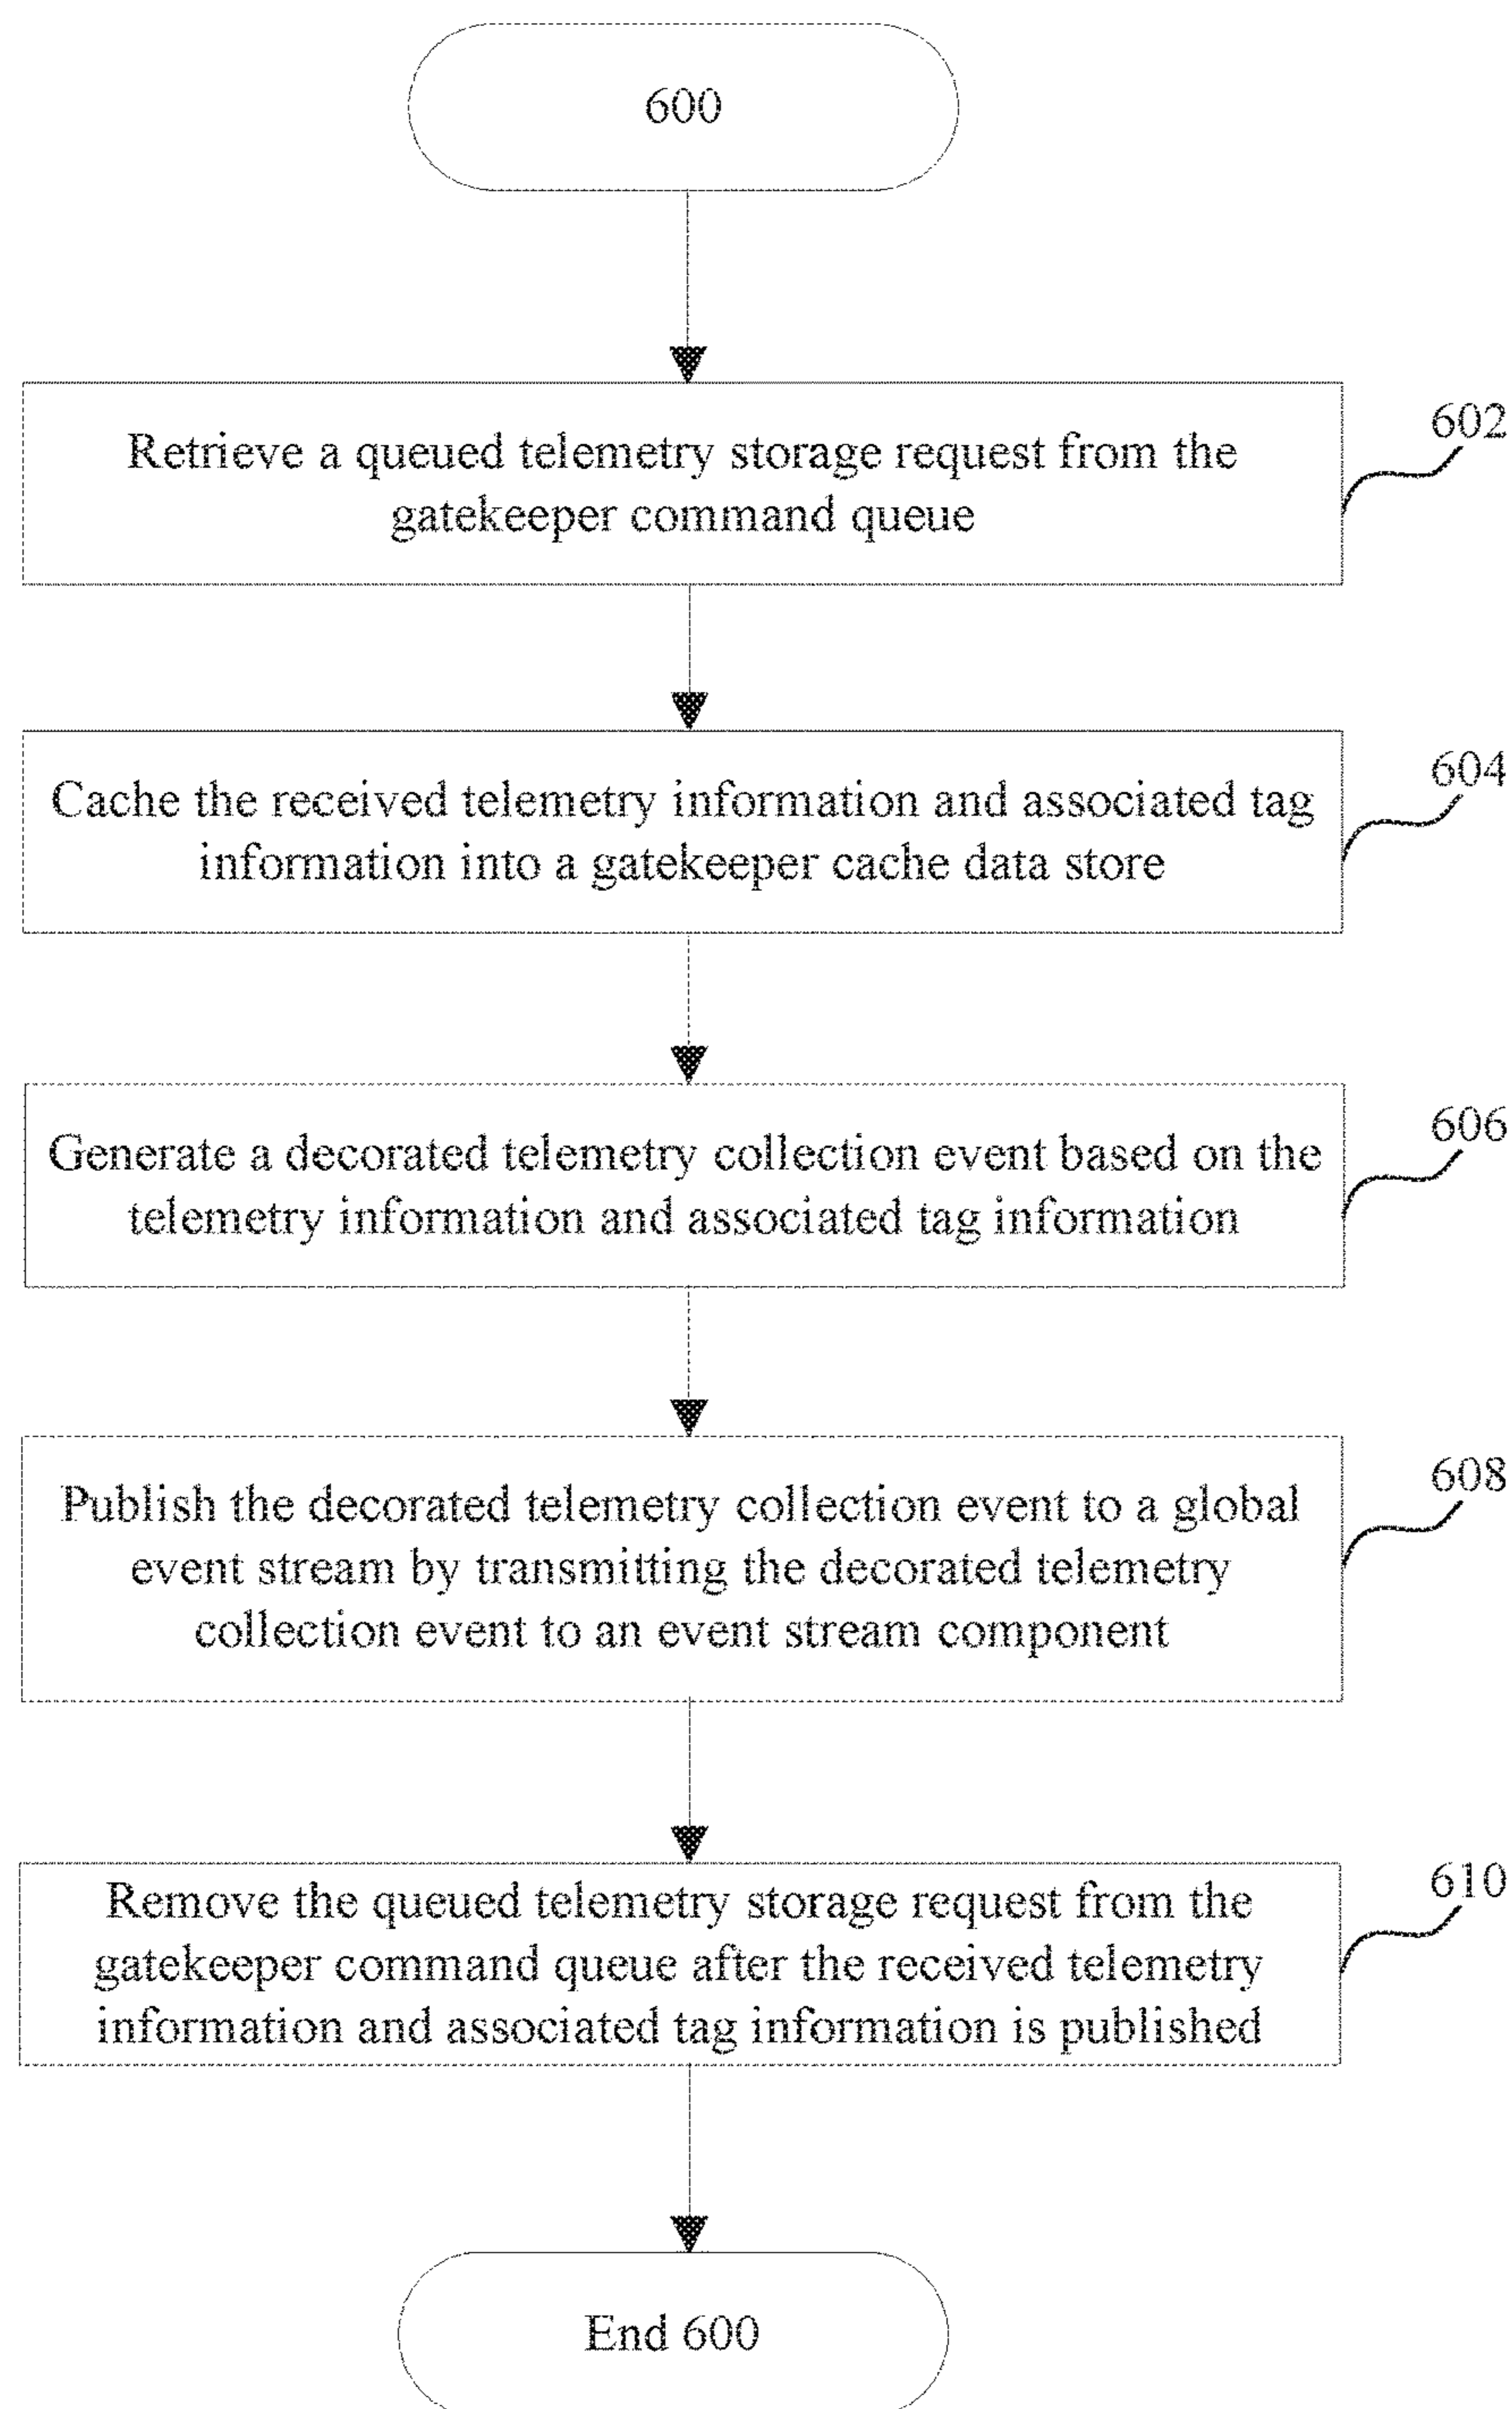 600
Retrieve a queued telemetry storage request from the
gatekeeper command queue
602
Cache the received telemetry information and associated tag
information into a gatekeeper cache data store
604
Generate a decorated telemetry collection event based on the
telemetry information and associated tag information
606
Publish the decorated telemetry collection event to a global
event stream by transmitting the decorated telemetry
collection event to an event stream component
608
Remove the queued telemetry storage request from the
gatekeeper command queue after the received telemetry
information and associated tag information is published
610
End 600